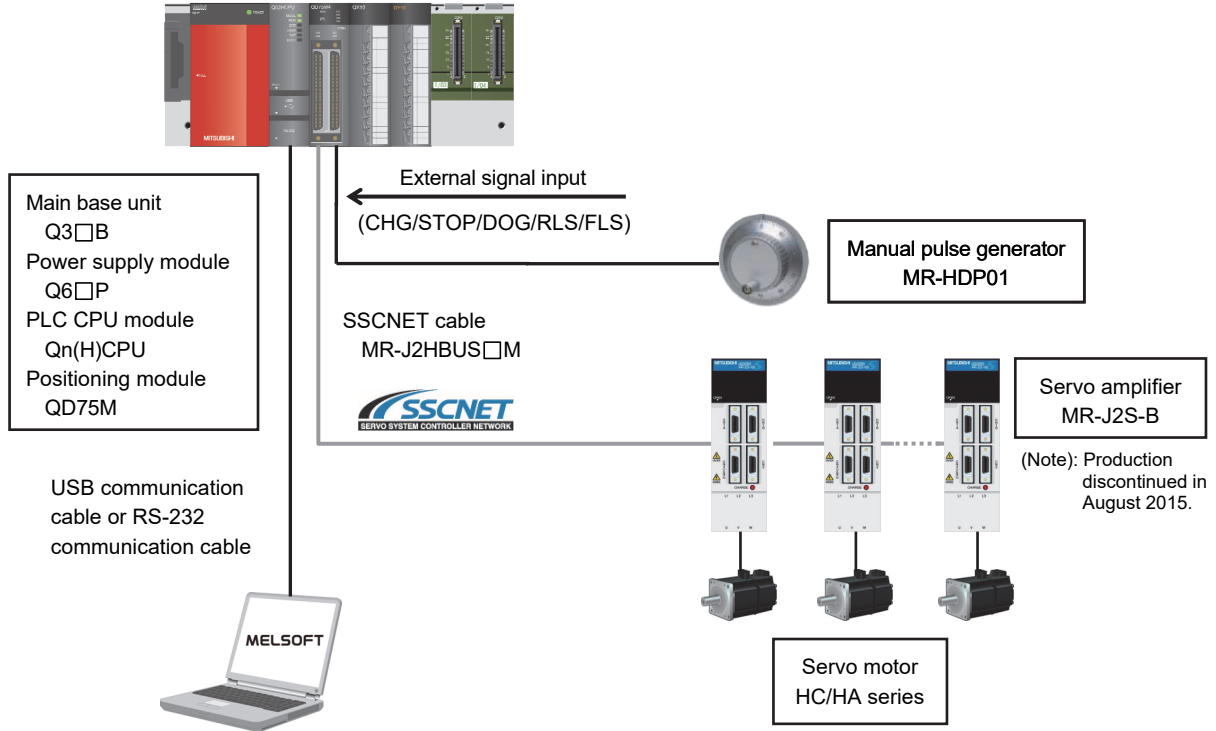 MITSUBISHI
External signal input
(CHG/STOP/DOG/RLS/FLS)
Main base unit
Q3□B
Power supply module
Q6□P
PLC CPU module
Qn(H)CPU
Positioning module
QD75M
Manual pulse generator
MR-HDP01
SSCNET cable
MR-J2HBUS□M
SSCNET
SERVO SYSTEM CONTROLLER NETWORK
Servo amplifier
MR-J2S-B
(Note): Production
discontinued in
August 2015.
USB communication
cable or RS-232
communication cable
MELSOFT
Servo motor
HC/HA series